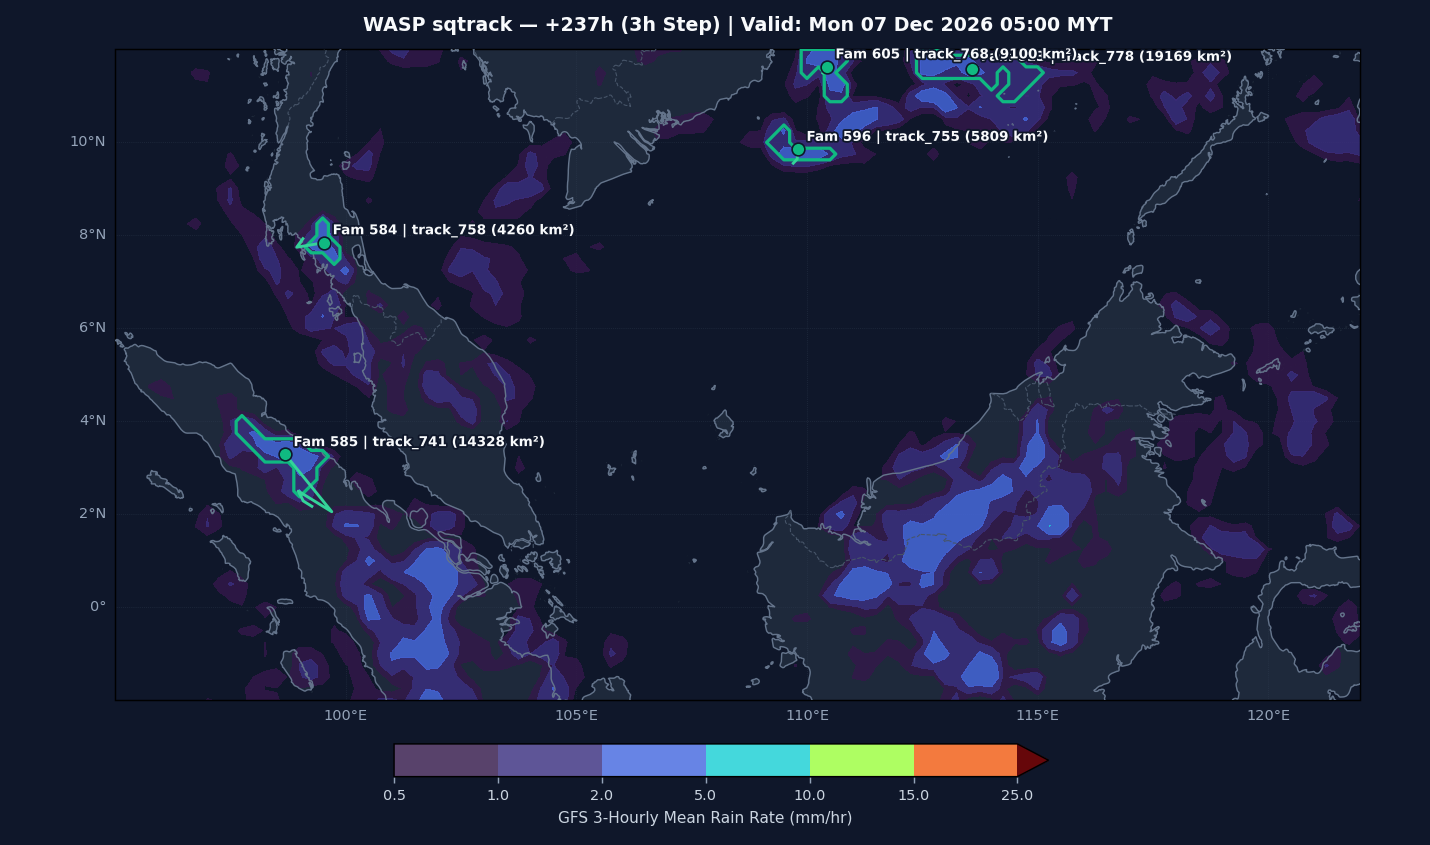 WASP sqtrack — +237h (3h Step) | Valid: Mon 07 Dec 2026 05:00 MYT
Fam 605 | track_768 (9100 km²)
track_778 (19169 km²)
Fam 596 | track_755 (5809 km²)
Fam 584 | track_758 (4260 km²)
Fam 585 | track_741 (14328 km²)
10°N
8°N
6°N
4°N
2°N
0°
100°E 105°E 110°E 115°E 120°E
0.5 1.0 2.0 5.0 10.0 15.0 25.0
GFS 3-Hourly Mean Rain Rate (mm/hr)